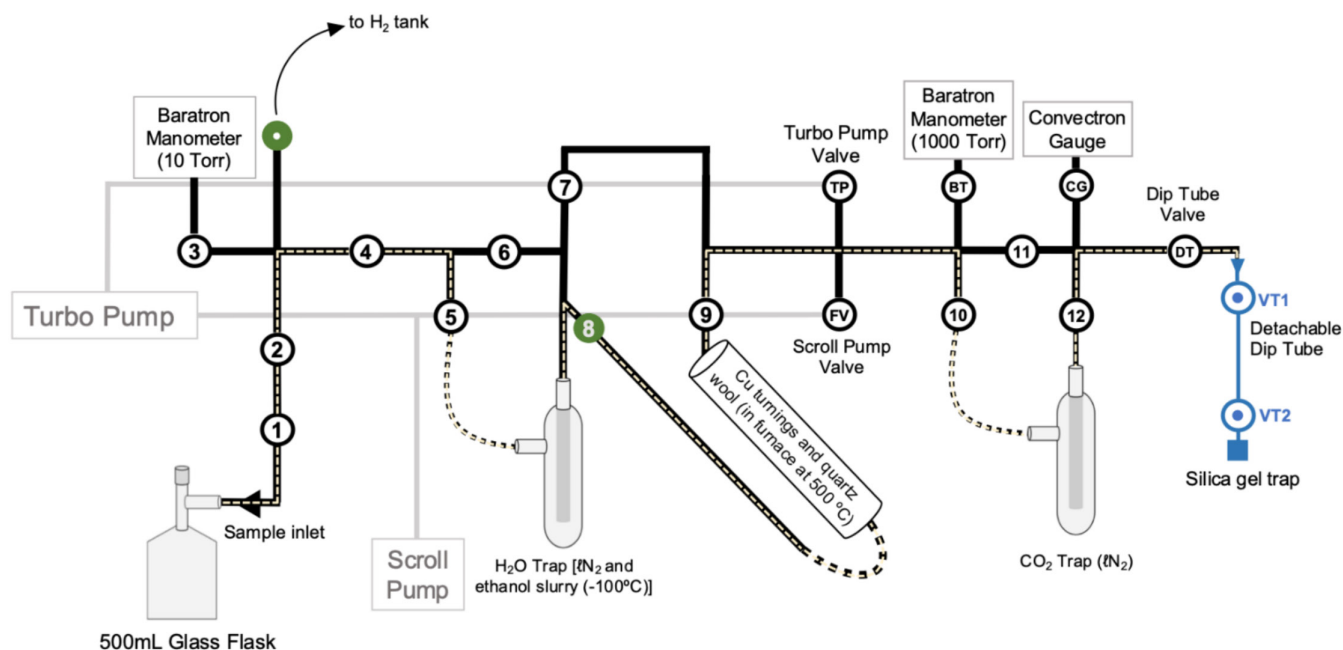 to H₂ tank
Baratron
Manometer
(10 Torr)
Turbo Pump
Valve
Baratron
Manometer
(1000 Torr)
Convectron
Gauge
Dip Tube
Valve
7
TP
BT
CG
3
4
6
11
DT
Turbo Pump
5
8
9
FV
10
12
VT1
Detachable
Dip Tube
Scroll Pump
Valve
2
1
Cu turnings and quartz
wool (in furnace at 500
ºC)
VT2
Silica gel trap
Sample inlet
Scroll
Pump
H₂O Trap [ℓN₂ and
ethanol slurry (-100ºC)]
CO₂ Trap (ℓN₂)
500mL Glass Flask